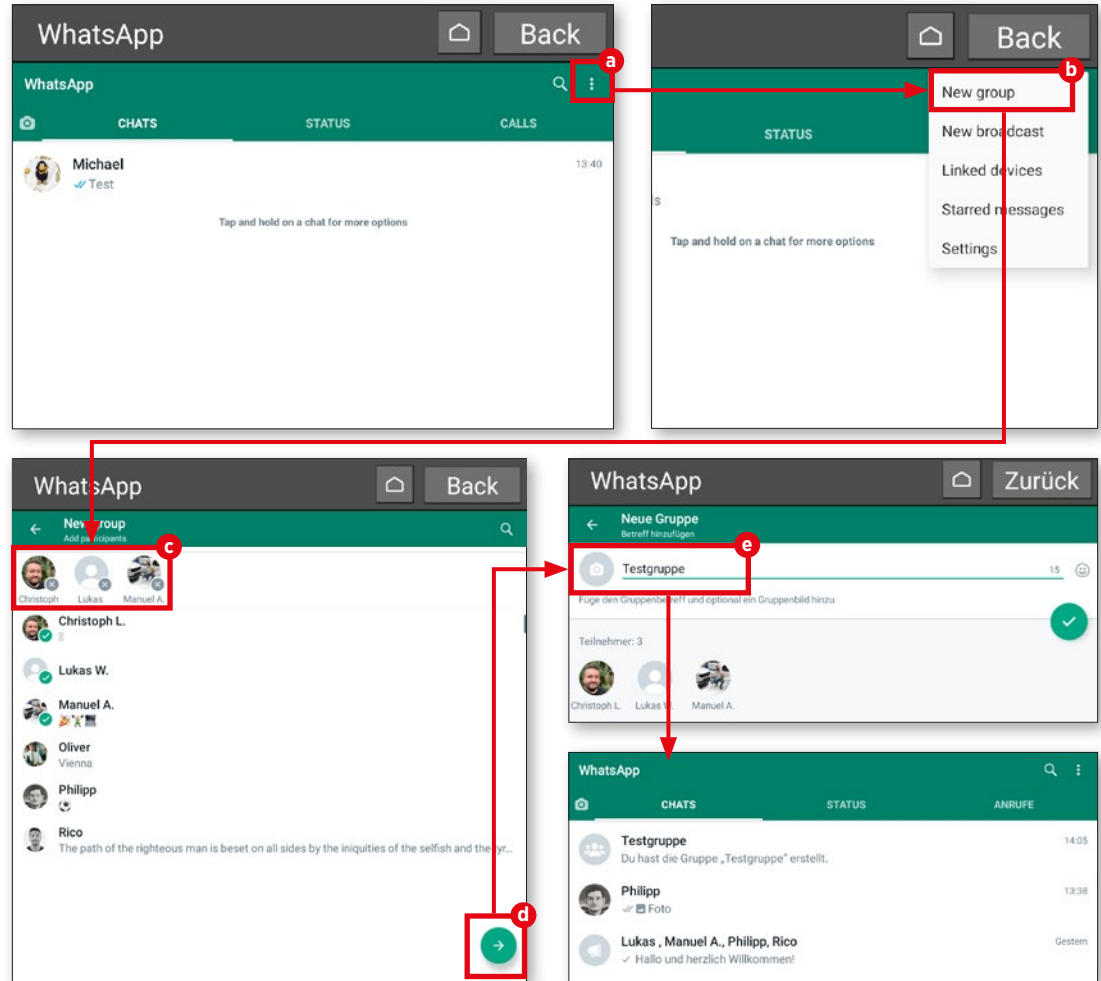 WhatsApp
Back
WhatsApp
a
CHATS
STATUS
CALLS
Michael
13:40
Test
Tap and hold on a chat for more options
Back
b
New group
New broadcast
Linked devices
Starred messages
Settings
STATUS
s
Tap and hold on a chat for more options
WhatsApp
Back
New group
Add participants
c
Christoph
Lukas
Manuel A.
Christoph L.
Lukas W.
Manuel A.
Oliver
Vienna
Philipp
Rico
The path of the righteous man is beset on all sides by the iniquities of the selfish and the tyr...
d
WhatsApp
Zurück
Neue Gruppe
Betreff hinzufügen
e
Testgruppe
15
Füge den Gruppenbetreff und optional ein Gruppenbild hinzu.
Teilnehmer: 3
Christoph L.
Lukas W.
Manuel A.
WhatsApp
CHATS
STATUS
ANRUFE
Testgruppe
14:05
Du hast die Gruppe „Testgruppe" erstellt.
Philipp
13:38
Foto
Lukas , Manuel A., Philipp, Rico
Gestern
Hallo und herzlich Willkommen!